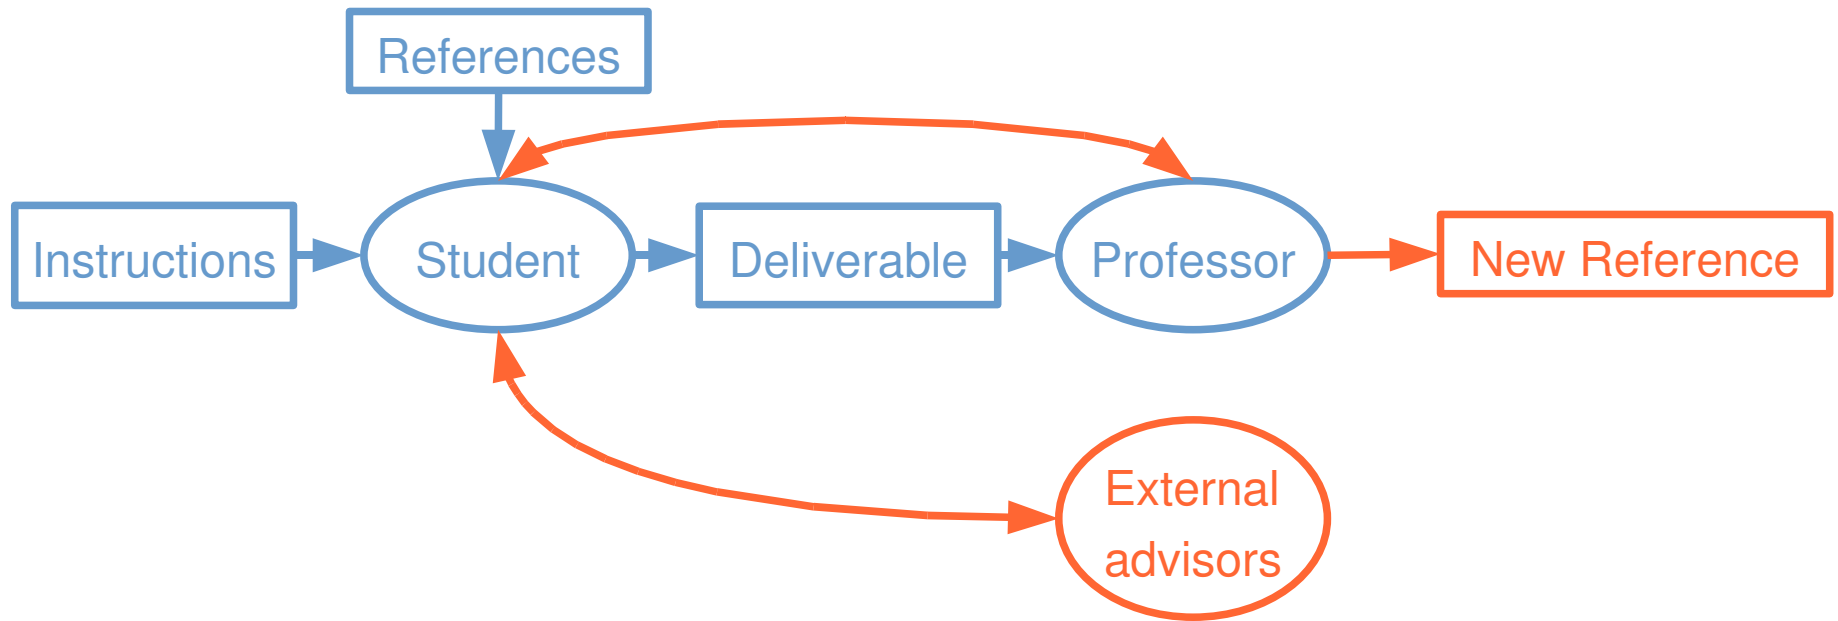 References
Instructions
Student
Deliverable
Professor
New Reference
External
advisors